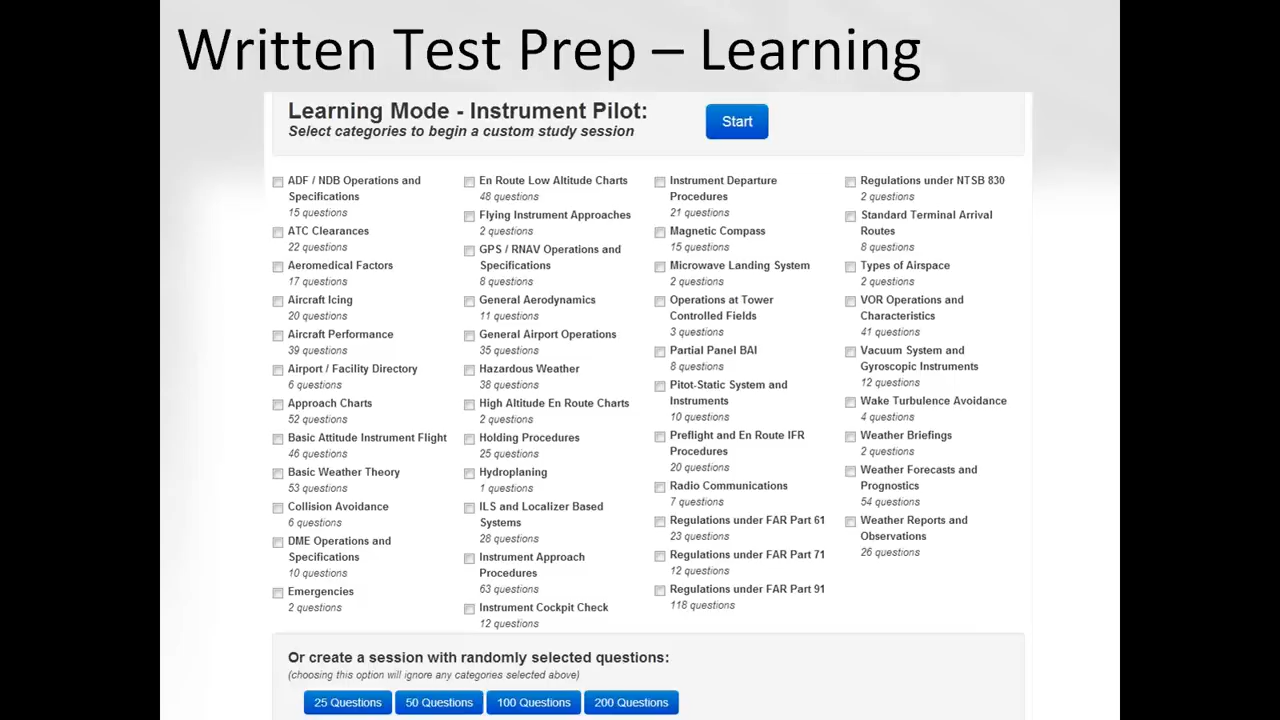 Written Test Prep – Learning
Learning Mode - Instrument Pilot:
Select categories to begin a custom study session
Start
ADF / NDB Operations and
Specifications
15 questions
ATC Clearances
22 questions
Aeromedical Factors
17 questions
Aircraft Icing
20 questions
Aircraft Performance
39 questions
Airport / Facility Directory
6 questions
Approach Charts
52 questions
Basic Attitude Instrument Flight
46 questions
Basic Weather Theory
53 questions
Collision Avoidance
6 questions
DME Operations and
Specifications
10 questions
Emergencies
2 questions
En Route Low Altitude Charts
48 questions
Flying Instrument Approaches
2 questions
GPS / RNAV Operations and
Specifications
8 questions
General Aerodynamics
11 questions
General Airport Operations
35 questions
Hazardous Weather
38 questions
High Altitude En Route Charts
2 questions
Holding Procedures
25 questions
Hydroplaning
1 questions
ILS and Localizer Based
Systems
28 questions
Instrument Approach
Procedures
63 questions
Instrument Cockpit Check
12 questions
Instrument Departure
Procedures
21 questions
Magnetic Compass
15 questions
Microwave Landing System
2 questions
Operations at Tower
Controlled Fields
3 questions
Partial Panel BAI
8 questions
Pitot-Static System and
Instruments
10 questions
Preflight and En Route IFR
Procedures
20 questions
Radio Communications
7 questions
Regulations under FAR Part 61
23 questions
Regulations under FAR Part 71
12 questions
Regulations under FAR Part 91
118 questions
Regulations under NTSB 830
2 questions
Standard Terminal Arrival
Routes
8 questions
Types of Airspace
2 questions
VOR Operations and
Characteristics
41 questions
Vacuum System and
Gyroscopic Instruments
12 questions
Wake Turbulence Avoidance
4 questions
Weather Briefings
2 questions
Weather Forecasts and
Prognostics
54 questions
Weather Reports and
Observations
26 questions
Or create a session with randomly selected questions:
(choosing this option will ignore any categories selected above)
25 Questions
50 Questions
100 Questions
200 Questions